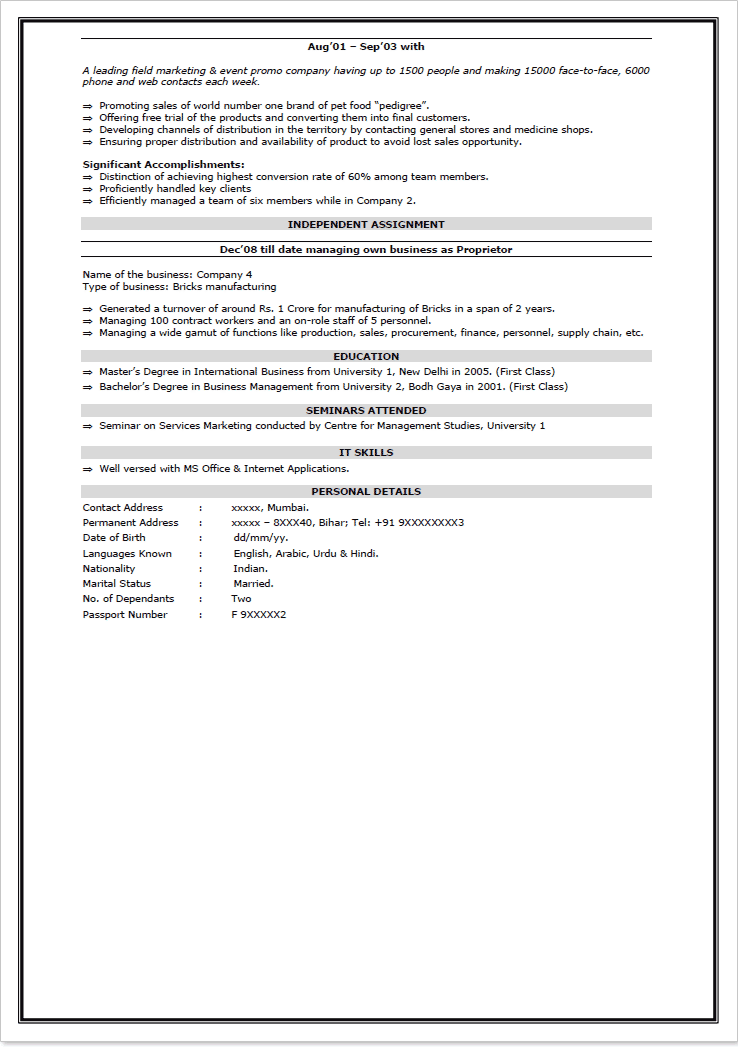 Aug’01 – Sep’03 with
A leading field marketing & event promo company having up to 1500 people and making 15000 face-to-face, 6000
phone and web contacts each week.
⇒ Promoting sales of world number one brand of pet food “pedigree”.
⇒ Offering free trial of the products and converting them into final customers.
⇒ Developing channels of distribution in the territory by contacting general stores and medicine shops.
⇒ Ensuring proper distribution and availability of product to avoid lost sales opportunity.
Significant Accomplishments:
⇒ Distinction of achieving highest conversion rate of 60% among team members.
⇒ Proficiently handled key clients
⇒ Efficiently managed a team of six members while in Company 2.
INDEPENDENT ASSIGNMENT
Dec’08 till date managing own business as Proprietor
Name of the business: Company 4
Type of business: Bricks manufacturing
⇒ Generated a turnover of around Rs. 1 Crore for manufacturing of Bricks in a span of 2 years.
⇒ Managing 100 contract workers and an on-role staff of 5 personnel.
⇒ Managing a wide gamut of functions like production, sales, procurement, finance, personnel, supply chain, etc.
EDUCATION
⇒ Master’s Degree in International Business from University 1, New Delhi in 2005. (First Class)
⇒ Bachelor’s Degree in Business Management from University 2, Bodh Gaya in 2001. (First Class)
SEMINARS ATTENDED
⇒ Seminar on Services Marketing conducted by Centre for Management Studies, University 1
IT SKILLS
⇒ Well versed with MS Office & Internet Applications.
PERSONAL DETAILS
Contact Address : xxxxx, Mumbai.
Permanent Address : xxxxx – 8XXX40, Bihar; Tel: +91 9XXXXXXXX3
Date of Birth : dd/mm/yy.
Languages Known : English, Arabic, Urdu & Hindi.
Nationality : Indian.
Marital Status : Married.
No. of Dependants : Two
Passport Number : F 9XXXXX2